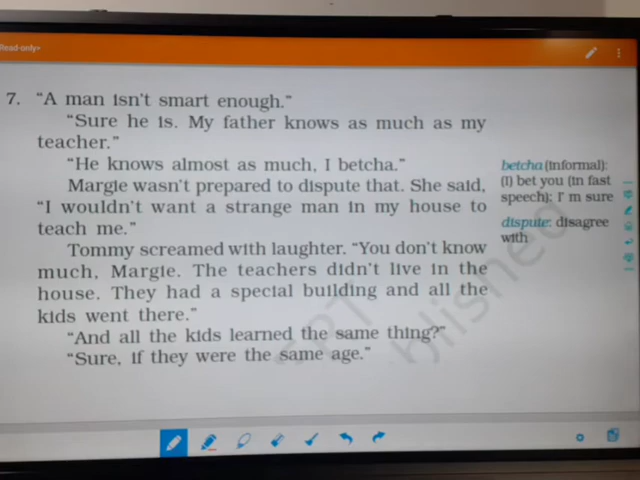 Read-only>
7. "A man isn't smart enough."
"Sure he is. My father knows as much as my
teacher."
"He knows almost as much, I betcha."
Margie wasn't prepared to dispute that. She said,
"I wouldn't want a strange man in my house to
teach me."
Tommy screamed with laughter. "You don't know
much, Margie. The teachers didn't live in the
house. They had a special building and all the
kids went there."
"And all the kids learned the same thing?"
"Sure, if they were the same age."
betcha (informal):
(I) bet you (in fast
speech): I' m sure
dispute: disagree
with